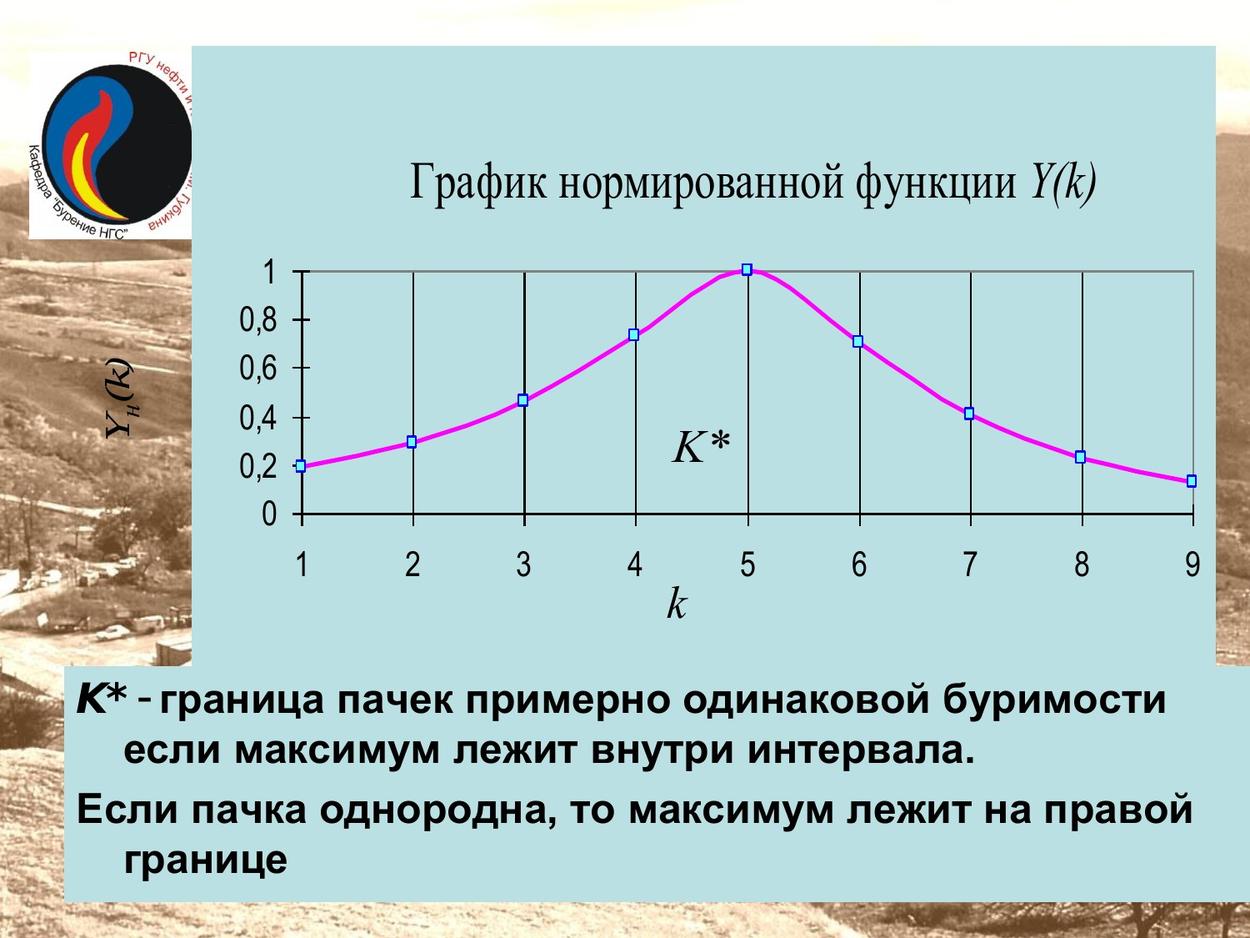 РГУ нефти и
Губкина
Кафедра "Бурение НГС"
График нормированной функции Y(k)
1
0,8
0,6
0,4
0,2
0
Yн(k)
K*
1 2 3 4 5 6 7 8 9
k
K* – граница пачек примерно одинаковой буримости
если максимум лежит внутри интервала.
Если пачка однородна, то максимум лежит на правой
границе